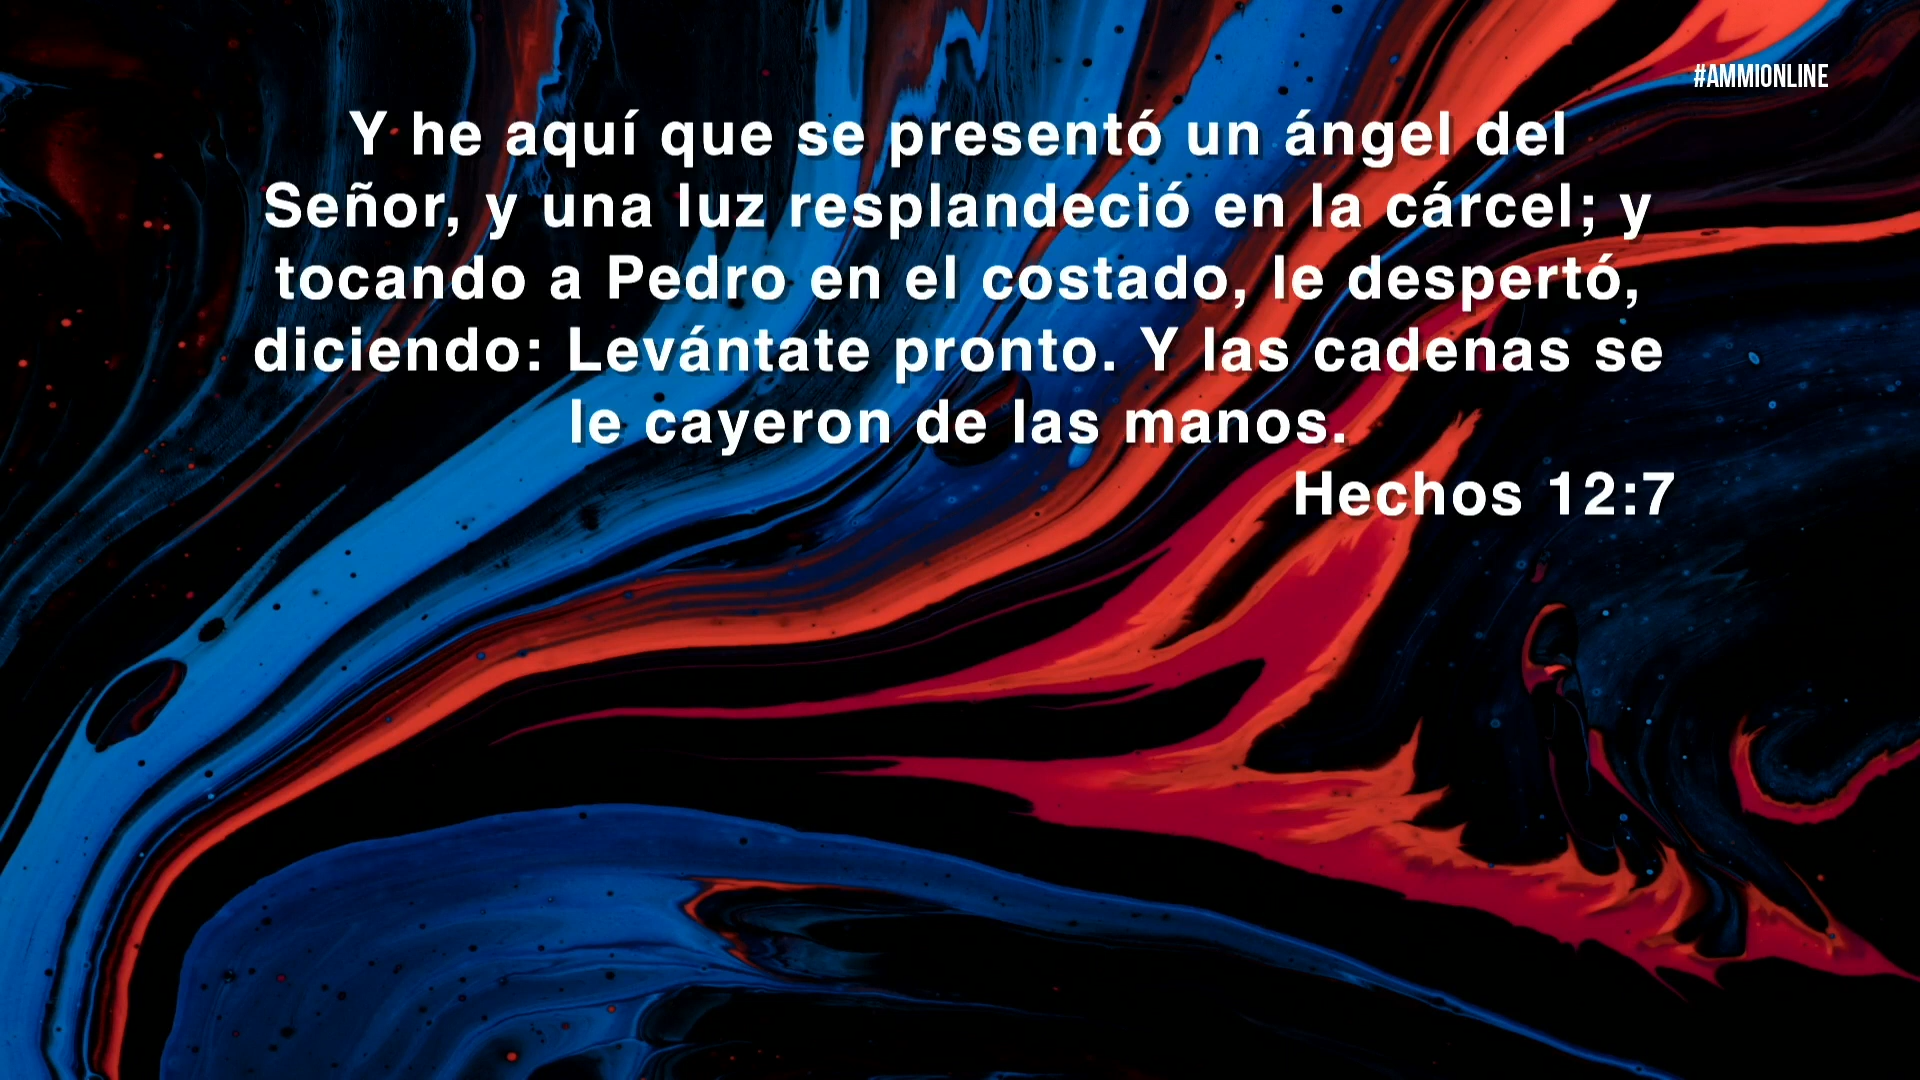 #AMMIONLINE
Y he aquí que se presentó un ángel del
Señor, y una luz resplandeció en la cárcel; y
tocando a Pedro en el costado, le despertó,
diciendo: Levántate pronto. Y las cadenas se
le cayeron de las manos.
Hechos 12:7